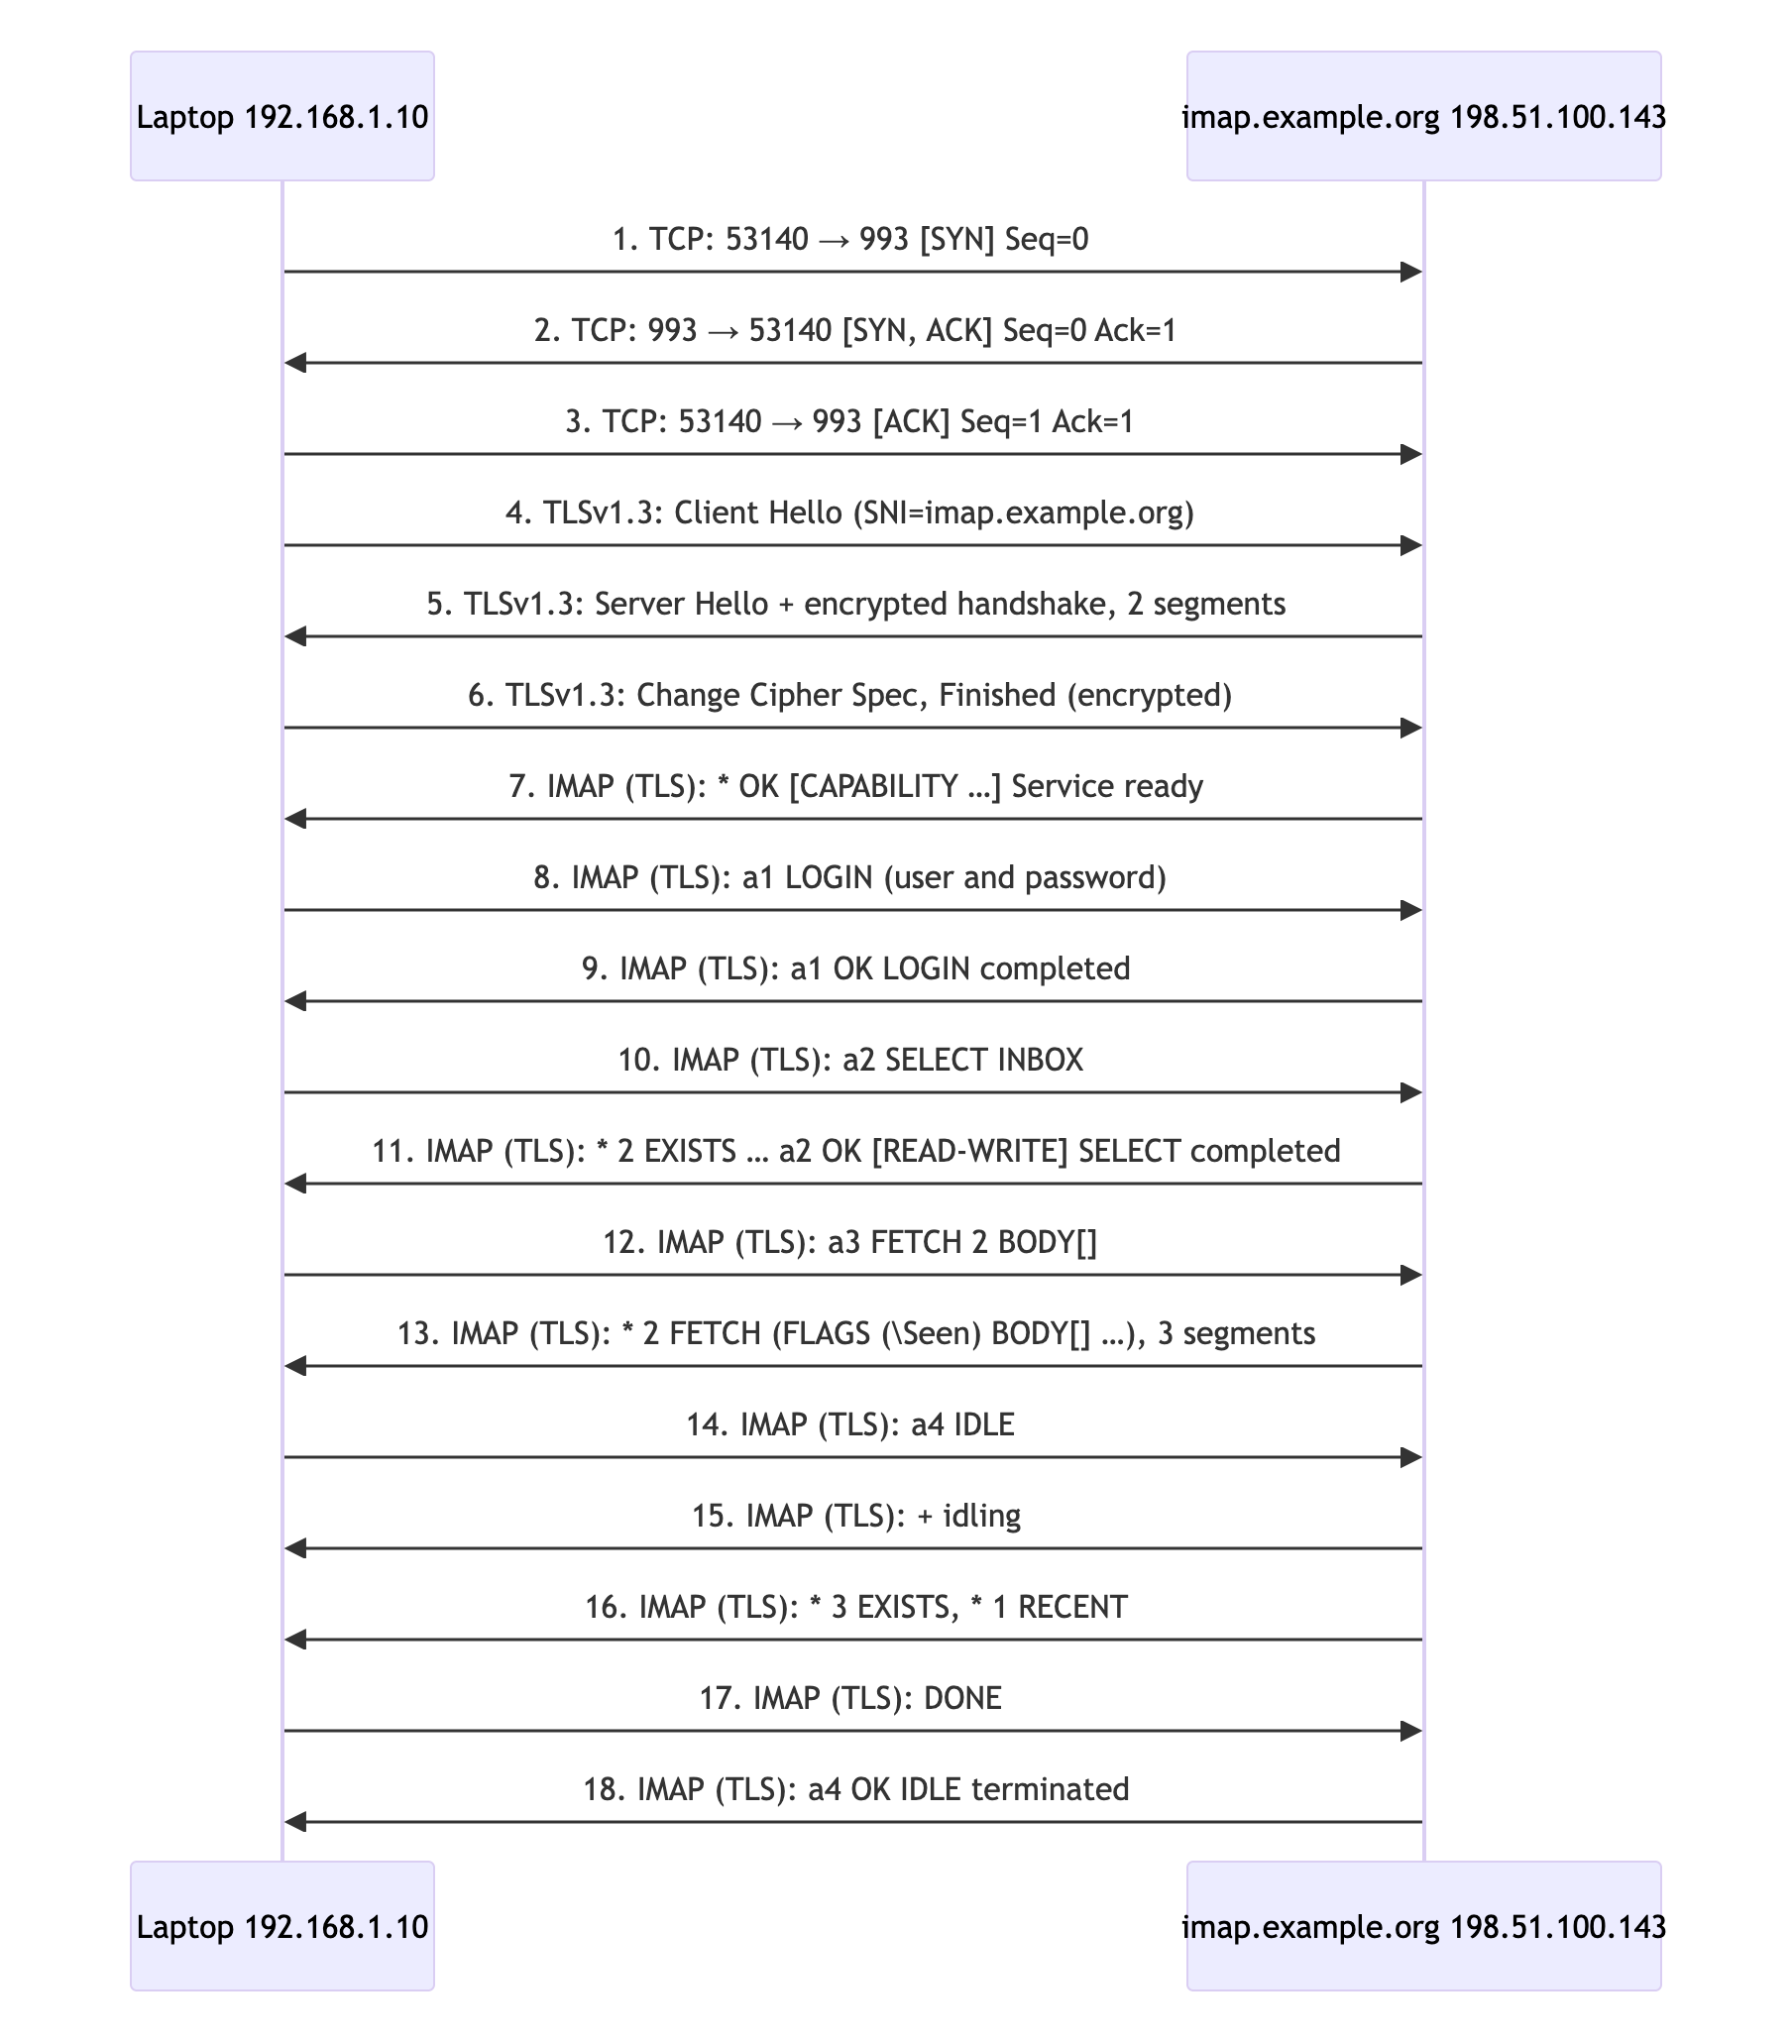 Laptop 192.168.1.10
imap.example.org 198.51.100.143
1. TCP: 53140 → 993 [SYN] Seq=0
2. TCP: 993 → 53140 [SYN, ACK] Seq=0 Ack=1
3. TCP: 53140 → 993 [ACK] Seq=1 Ack=1
4. TLSv1.3: Client Hello (SNI=imap.example.org)
5. TLSv1.3: Server Hello + encrypted handshake, 2 segments
6. TLSv1.3: Change Cipher Spec, Finished (encrypted)
7. IMAP (TLS): * OK [CAPABILITY …] Service ready
8. IMAP (TLS): a1 LOGIN (user and password)
9. IMAP (TLS): a1 OK LOGIN completed
10. IMAP (TLS): a2 SELECT INBOX
11. IMAP (TLS): * 2 EXISTS … a2 OK [READ-WRITE] SELECT completed
12. IMAP (TLS): a3 FETCH 2 BODY[]
13. IMAP (TLS): * 2 FETCH (FLAGS (\Seen) BODY[] …), 3 segments
14. IMAP (TLS): a4 IDLE
15. IMAP (TLS): + idling
16. IMAP (TLS): * 3 EXISTS, * 1 RECENT
17. IMAP (TLS): DONE
18. IMAP (TLS): a4 OK IDLE terminated
Laptop 192.168.1.10
imap.example.org 198.51.100.143